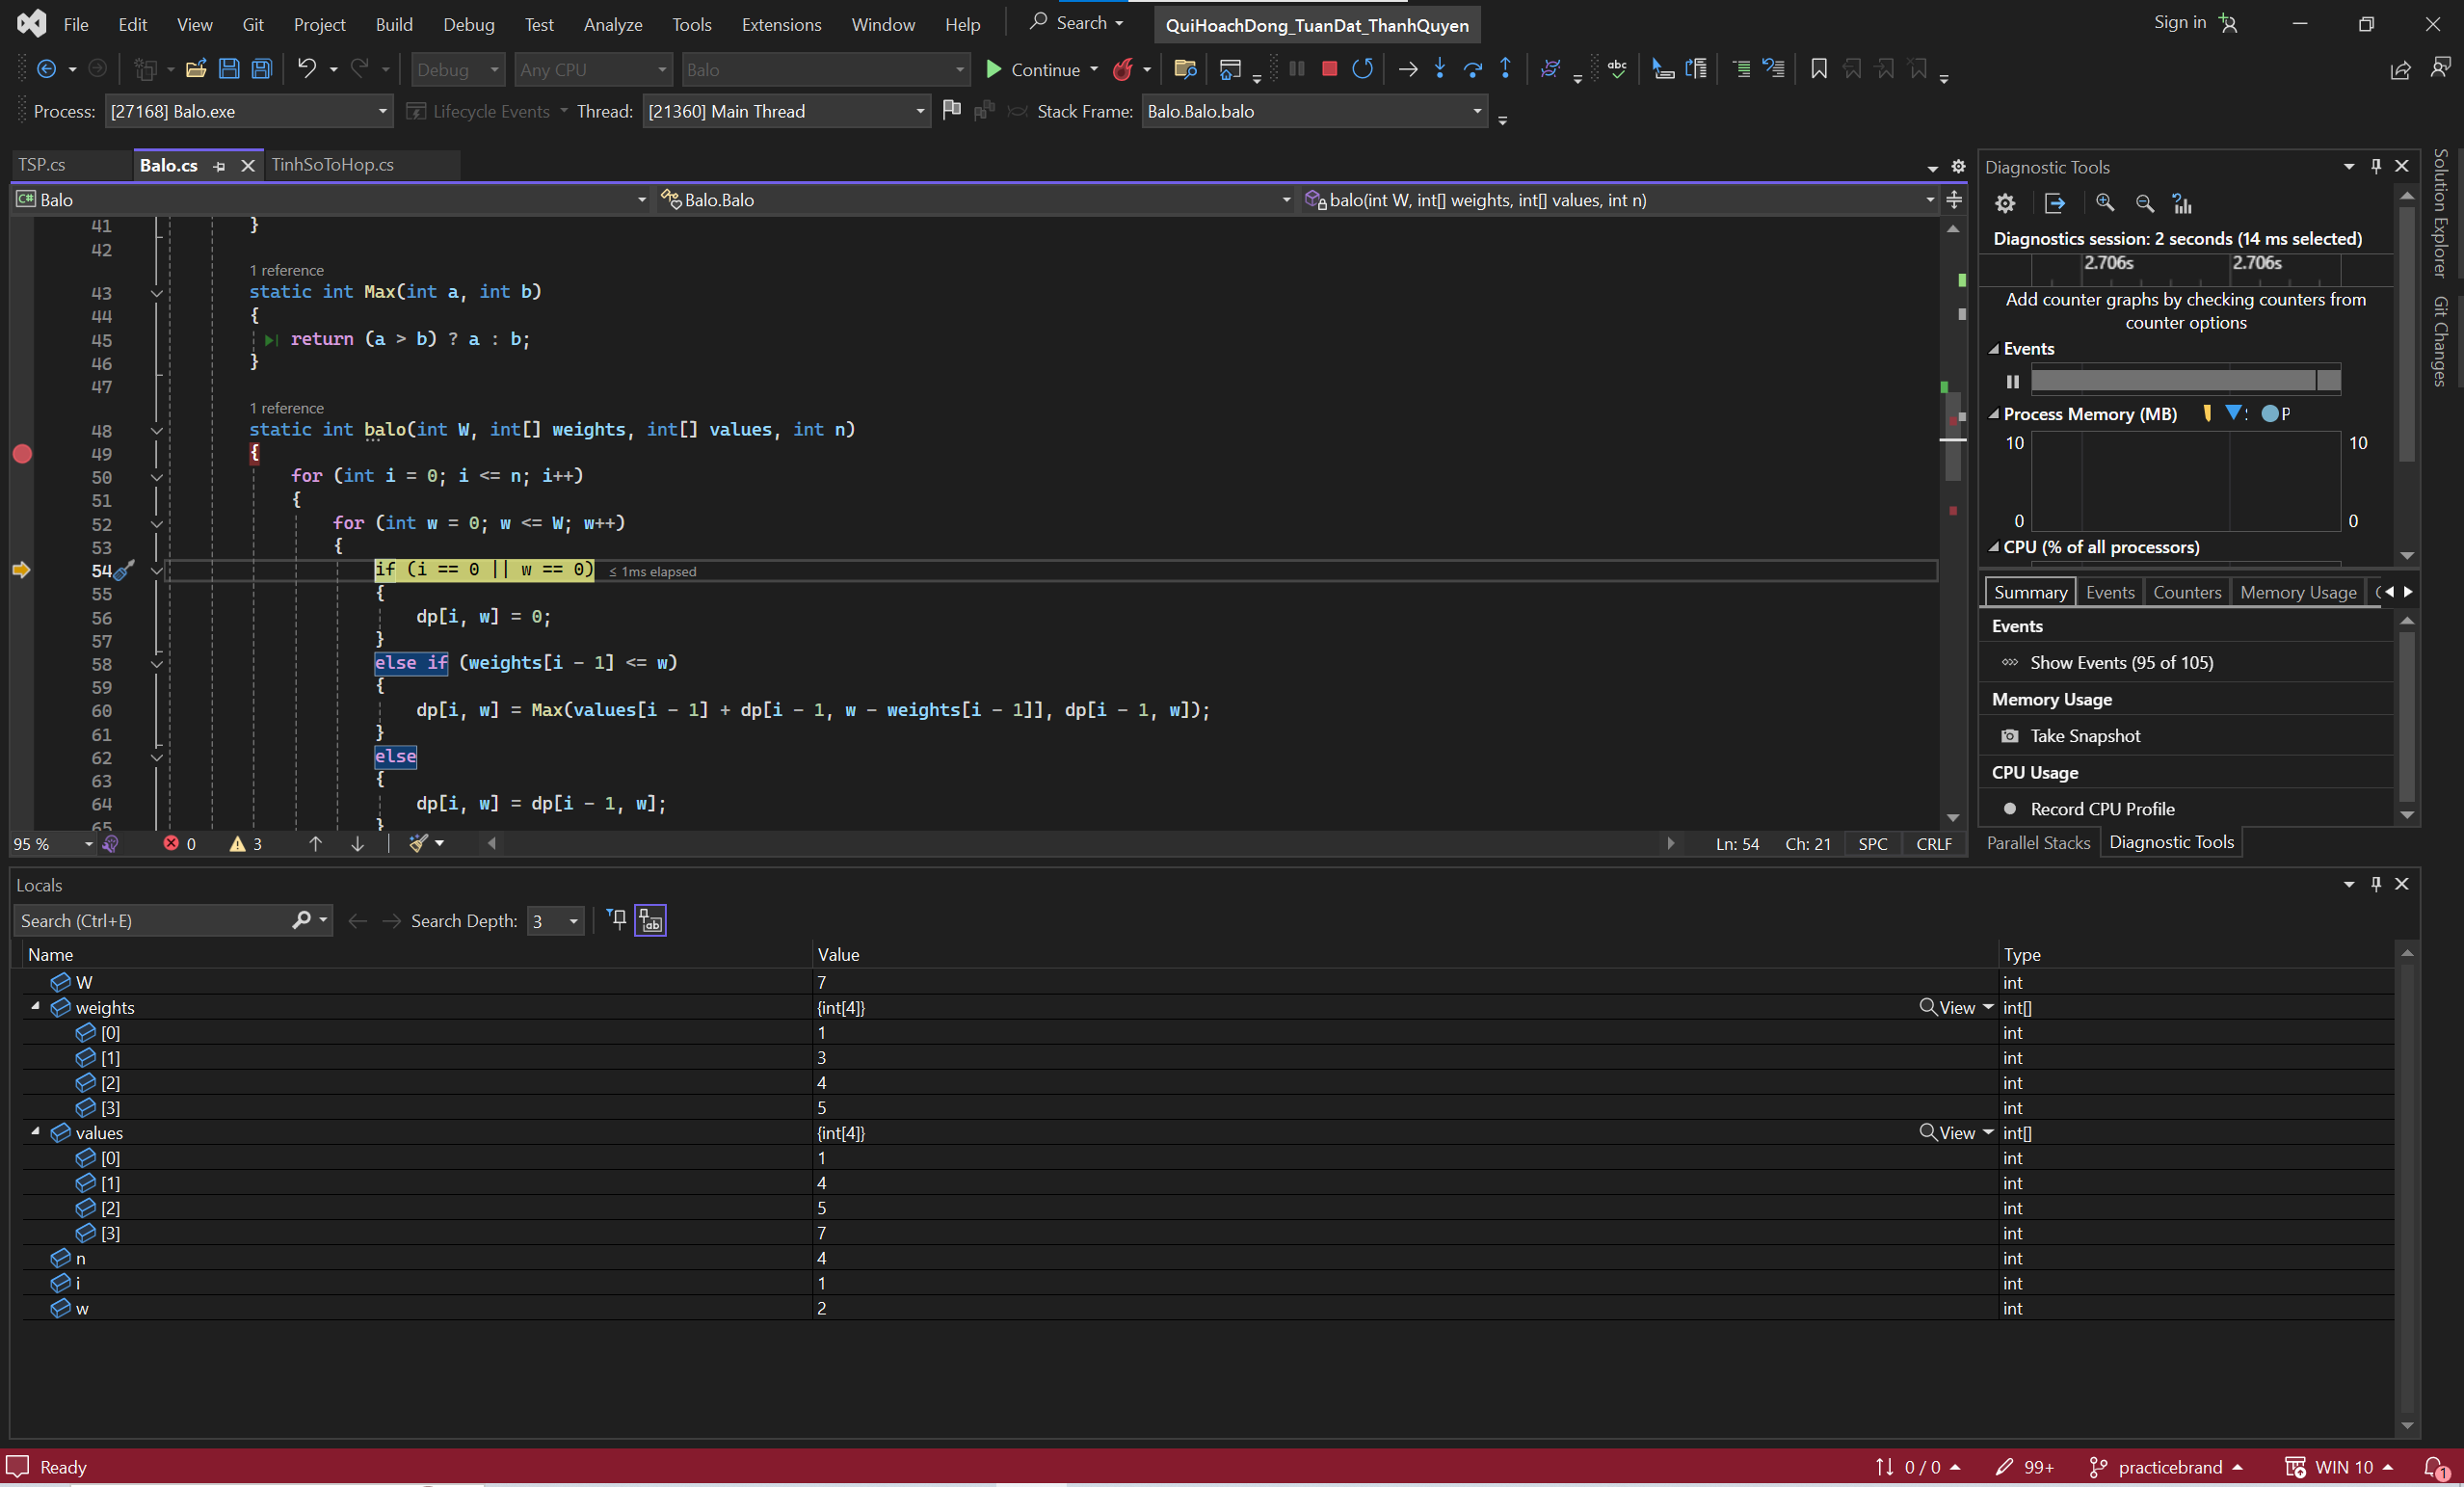 File Edit View Git Project Build Debug Test Analyze Tools Extensions Window Help Search QuiHoachDong_TuanDat_ThanhQuyen Sign in
Debug Any CPU Balo Continue
Process: [27168] Balo.exe Lifecycle Events Thread: [21360] Main Thread Stack Frame: Balo.Balo.balo
TSP.cs Balo.cs TinhSoToHop.cs
Balo Balo.Balo balo(int W, int[] weights, int[] values, int n)
41 }
42
1 reference
43 static int Max(int a, int b)
44 {
45 return (a > b) ? a : b;
46 }
47
1 reference
48 static int balo(int W, int[] weights, int[] values, int n)
49 {
50 for (int i = 0; i <= n; i++)
51 {
52 for (int w = 0; w <= W; w++)
53 {
54 if (i == 0 || w == 0) ≤ 1ms elapsed
55 {
56 dp[i, w] = 0;
57 }
58 else if (weights[i - 1] <= w)
59 {
60 dp[i, w] = Max(values[i - 1] + dp[i - 1, w - weights[i - 1]], dp[i - 1, w]);
61 }
62 else
63 {
64 dp[i, w] = dp[i - 1, w];
65 }
95 % 0 3 Ln: 54 Ch: 21 SPC CRLF
Diagnostic Tools
Diagnostics session: 2 seconds (14 ms selected)
2.706s 2.706s
Add counter graphs by checking counters from
counter options
Events
Process Memory (MB) P
10 10
0 0
CPU (% of all processors)
Summary Events Counters Memory Usage
Events
Show Events (95 of 105)
Memory Usage
Take Snapshot
CPU Usage
Record CPU Profile
Parallel Stacks Diagnostic Tools
Solution Explorer
Git Changes
Locals
Search (Ctrl+E) Search Depth: 3
Name Value Type
W 7 int
weights {int[4]} View int[]
[0] 1 int
[1] 3 int
[2] 4 int
[3] 5 int
values {int[4]} View int[]
[0] 1 int
[1] 4 int
[2] 5 int
[3] 7 int
n 4 int
i 1 int
w 2 int
Ready 0 / 0 99+ practicebrand WIN 10 1